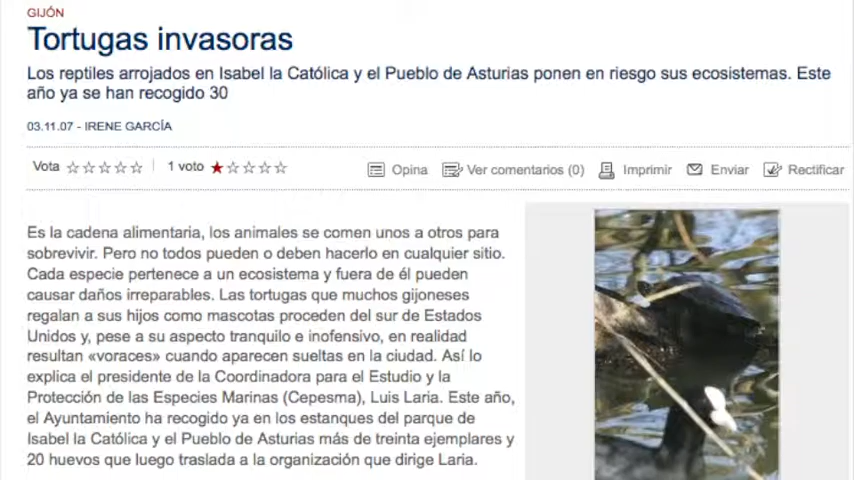 GIJÓN
Tortugas invasoras
Los reptiles arrojados en Isabel la Católica y el Pueblo de Asturias ponen en riesgo sus ecosistemas. Este
año ya se han recogido 30
03.11.07 - IRENE GARCÍA
Vota 1 voto Opina Ver comentarios (0) Imprimir Enviar Rectificar
Es la cadena alimentaria, los animales se comen unos a otros para
sobrevivir. Pero no todos pueden o deben hacerlo en cualquier sitio.
Cada especie pertenece a un ecosistema y fuera de él pueden
causar daños irreparables. Las tortugas que muchos gijoneses
regalan a sus hijos como mascotas proceden del sur de Estados
Unidos y, pese a su aspecto tranquilo e inofensivo, en realidad
resultan «voraces» cuando aparecen sueltas en la ciudad. Así lo
explica el presidente de la Coordinadora para el Estudio y la
Protección de las Especies Marinas (Cepesma), Luis Laria. Este año,
el Ayuntamiento ha recogido ya en los estanques del parque de
Isabel la Católica y el Pueblo de Asturias más de treinta ejemplares y
20 huevos que luego traslada a la organización que dirige Laria.